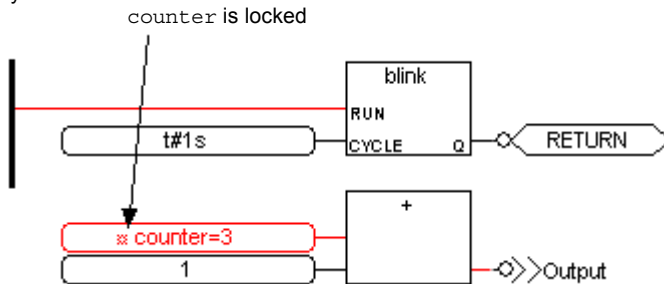 counter is locked
blink
RUN
t#1s
CYCLE Q
RETURN
+
counter=3
1
Output